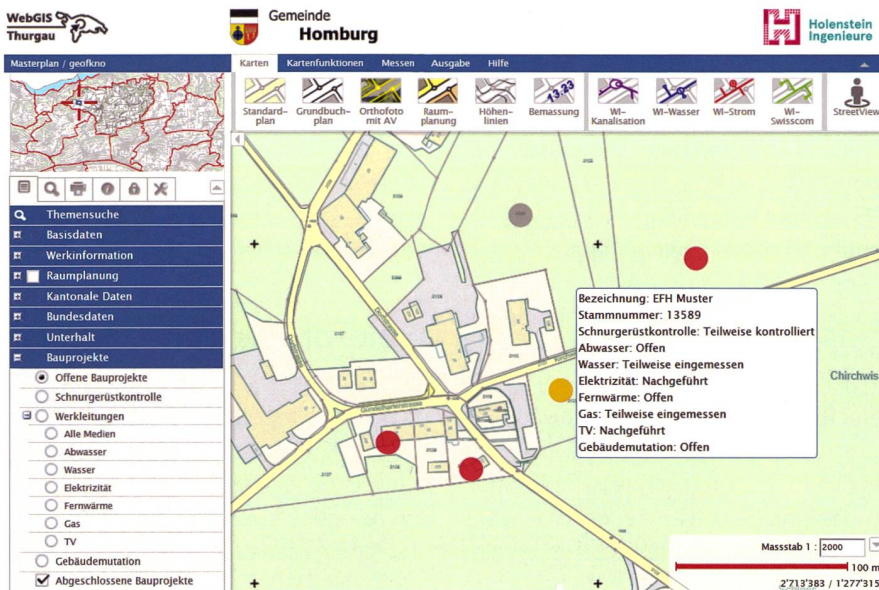 WebGIS
Thurgau
Gemeinde
Homburg
Holenstein
Ingenieure
Masterplan / geofkno
Karten Kartenfunktionen Messen Ausgabe Hilfe
Standard-
plan
Grundbuch-
plan
Orthofoto
mit AV
Raum-
planung
Höhen-
linien
13.23
Bemassung
WI-
Kanalisation
WI-Wasser
WI-Strom
WI-
Swisscom
StreetView
Themensuche
Basisdaten
Werkinformation
Raumplanung
Kantonale Daten
Bundesdaten
Unterhalt
Bauprojekte
Offene Bauprojekte
Schnurgerüstkontrolle
Werkleitungen
Alle Medien
Abwasser
Wasser
Elektrizität
Fernwärme
Gas
TV
Gebäudemutation
Abgeschlossene Bauprojekte
Bezeichnung: EFH Muster
Stammnummer: 13589
Schnurgerüstkontrolle: Teilweise kontrolliert
Abwasser: Offen
Wasser: Teilweise eingemessen
Elektrizität: Nachgeführt
Fernwärme: Offen
Gas: Teilweise eingemessen
TV: Nachgeführt
Gebäudemutation: Offen
Chirchwis
Massstab 1 : 2000
100 m
2'713'383 / 1'277'315